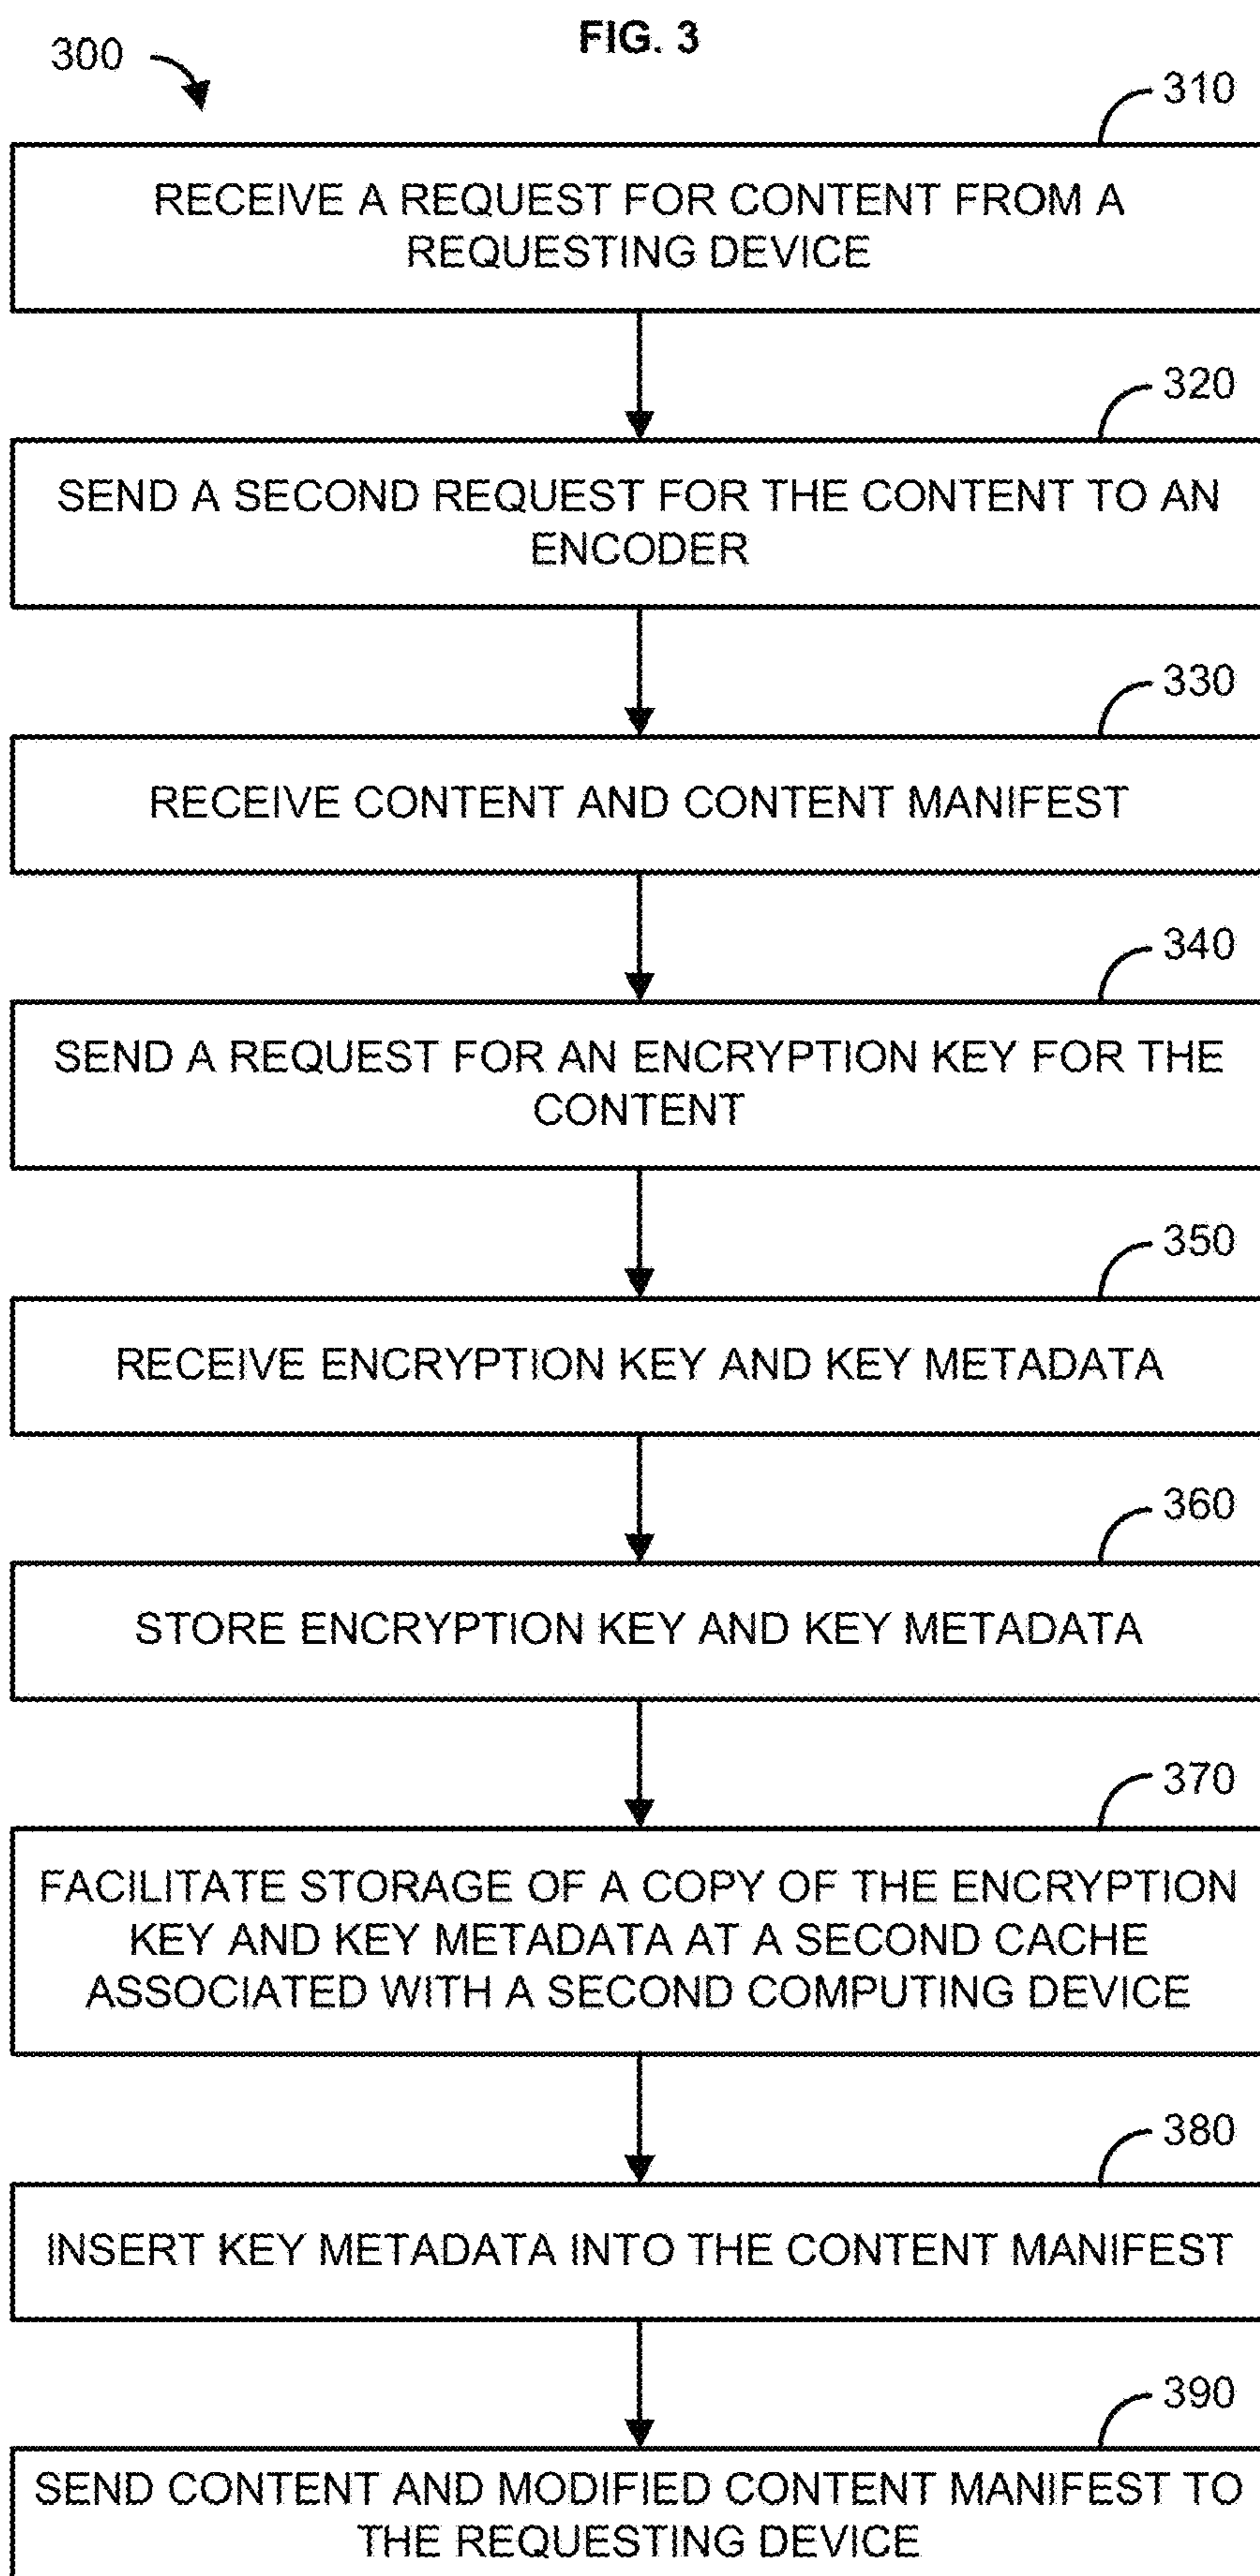 FIG. 3
300
310
RECEIVE A REQUEST FOR CONTENT FROM A
REQUESTING DEVICE
320
SEND A SECOND REQUEST FOR THE CONTENT TO AN
ENCODER
330
RECEIVE CONTENT AND CONTENT MANIFEST
340
SEND A REQUEST FOR AN ENCRYPTION KEY FOR THE
CONTENT
350
RECEIVE ENCRYPTION KEY AND KEY METADATA
360
STORE ENCRYPTION KEY AND KEY METADATA
370
FACILITATE STORAGE OF A COPY OF THE ENCRYPTION
KEY AND KEY METADATA AT A SECOND CACHE
ASSOCIATED WITH A SECOND COMPUTING DEVICE
380
INSERT KEY METADATA INTO THE CONTENT MANIFEST
390
SEND CONTENT AND MODIFIED CONTENT MANIFEST TO
THE REQUESTING DEVICE